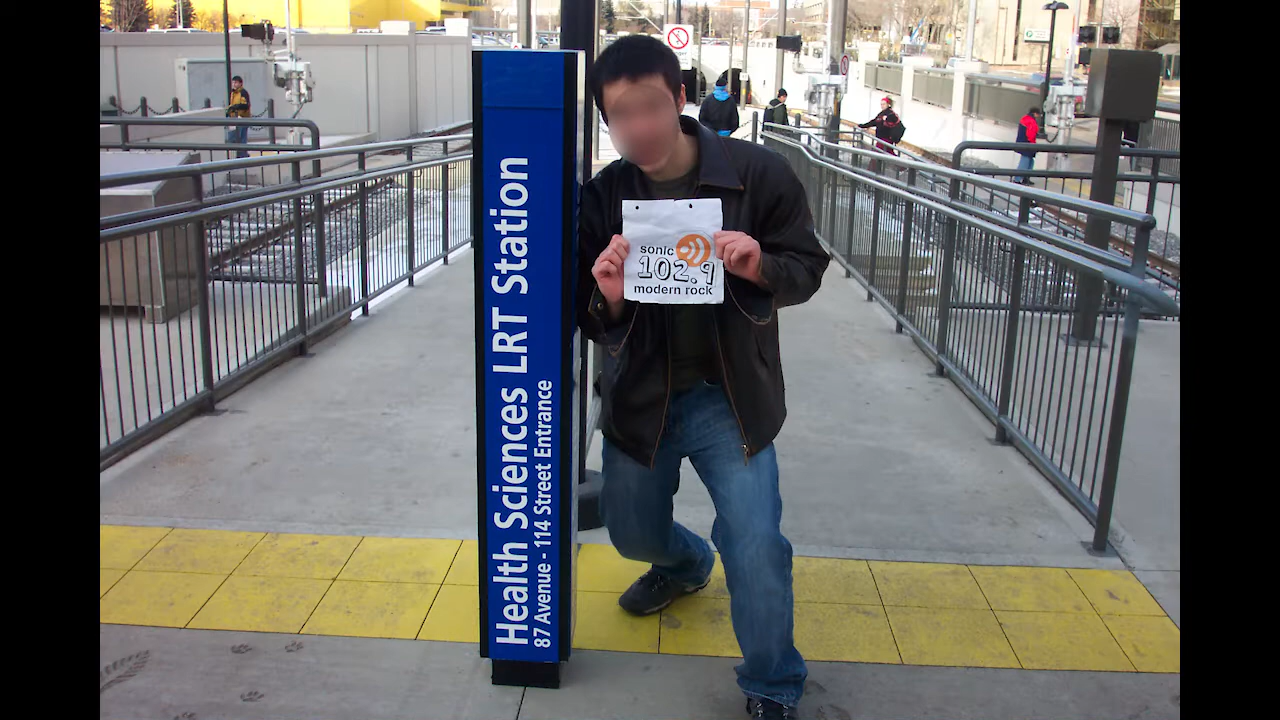 Health Sciences LRT Station
87 Avenue - 114 Street Entrance
sonic
102.9
modern rock